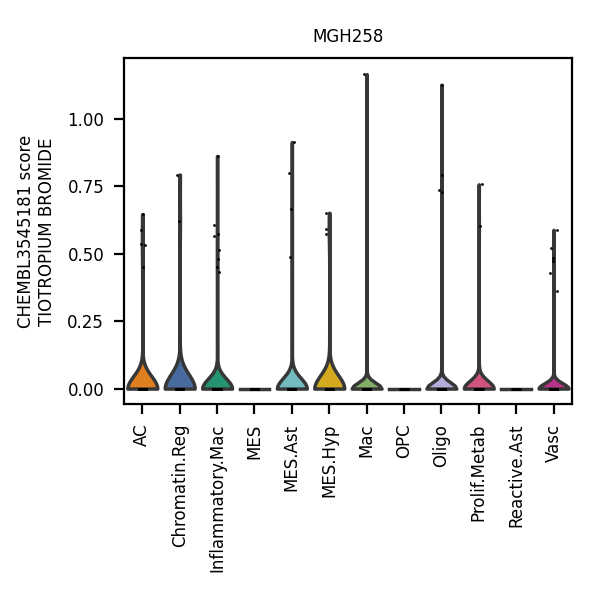 MGH258
CHEMBL3545181 score
TIOTROPIUM BROMIDE
1.00
0.75
0.50
0.25
0.00
AC
Chromatin.Reg
Inflammatory.Mac
MES
MES.Ast
MES.Hyp
Mac
OPC
Oligo
Prolif.Metab
Reactive.Ast
Vasc